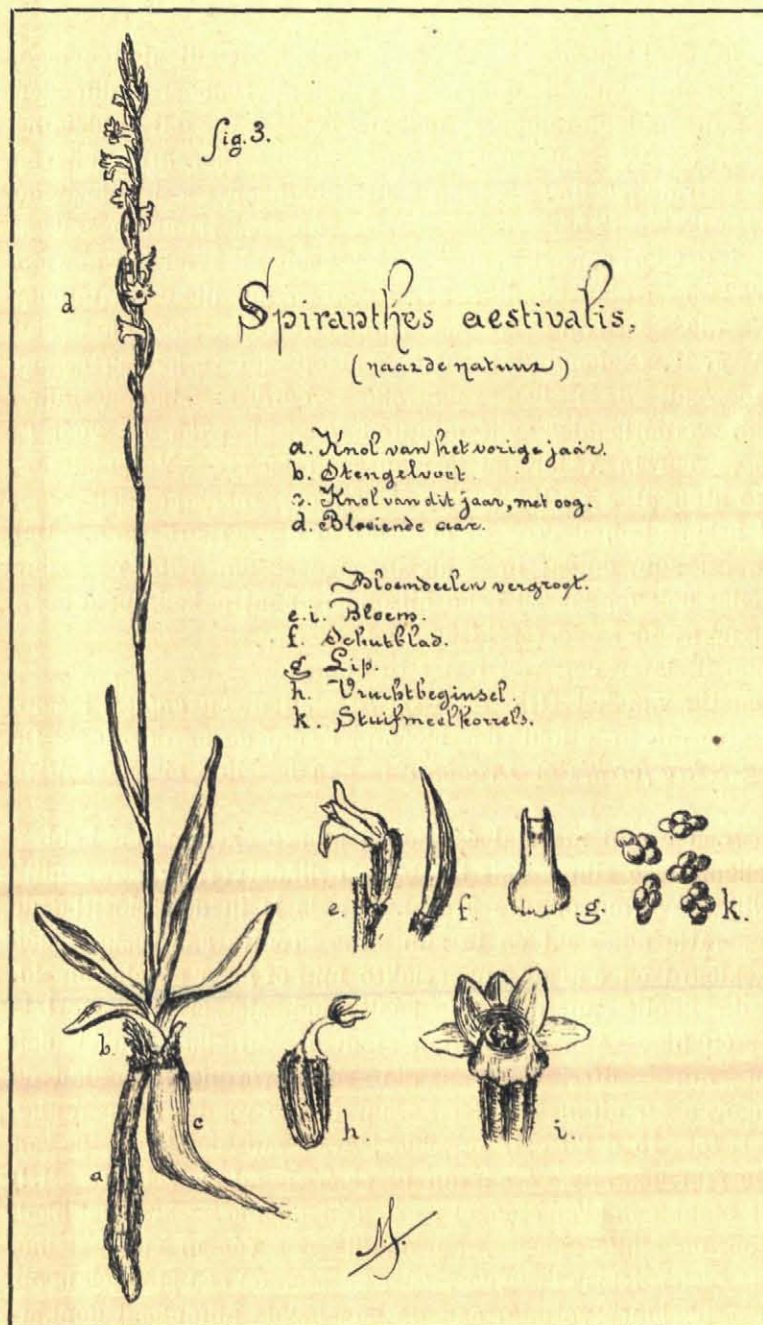 fig. 3.
Spiranthes aestivalis,
(naar de natuur)
a. Knol van het vorige jaar.
b. Stengelvoet
c. Knol van dit jaar, met oog.
d. Bloeiende aar.
Bloemdeelen vergroot.
e.i. Bloem.
f. Schutblad.
g Lip.
h. Vruchtbeginsel.
k. Stuifmeelkorrels.
d
e. f. g. k.
b
h. i.
c
a